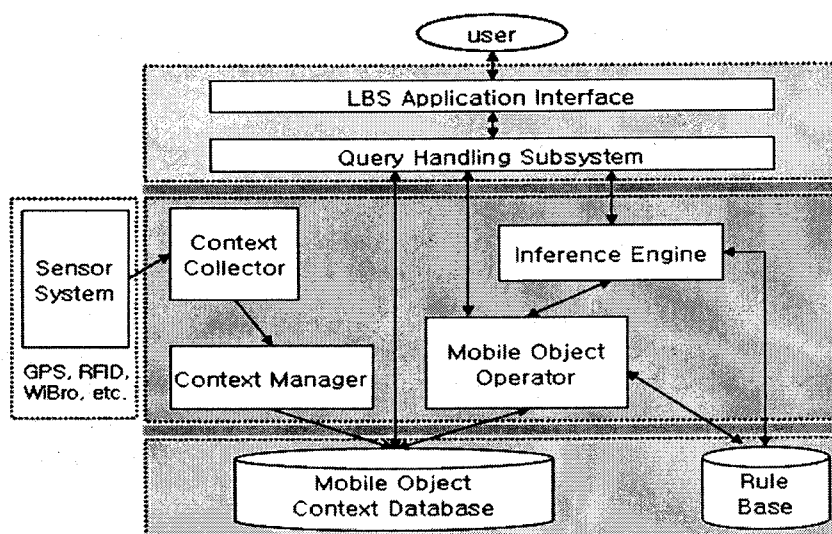 user
LBS Application Interface
Query Handling Subsystem
Sensor
System
GPS, RFID,
WiBro, etc.
Context
Collector
Inference Engine
Context Manager
Mobile Object
Operator
Mobile Object
Context Database
Rule
Base